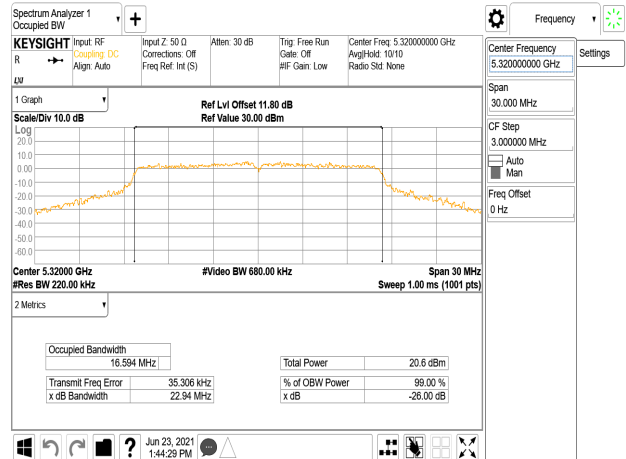 Spectrum Analyzer 1
Occupied BW
Frequency
KEYSIGHT
R
Input: RF
Coupling: DC
Align: Auto
Input Z: 50 Ω
Corrections: Off
Freq Ref: Int (S)
Atten: 30 dB
Trig: Free Run
Gate: Off
#IF Gain: Low
Center Freq: 5.320000000 GHz
Avg|Hold: 10/10
Radio Std: None
LXI
Center Frequency
5.320000000 GHz
Settings
Span
30.000 MHz
CF Step
3.000000 MHz
Auto
Man
Freq Offset
0 Hz
1 Graph
Ref Lvl Offset 11.80 dB
Scale/Div 10.0 dB
Ref Value 30.00 dBm
Log
20.0
10.0
0.00
-10.0
-20.0
-30.0
-40.0
-50.0
-60.0
Center 5.32000 GHz
#Video BW 680.00 kHz
Span 30 MHz
#Res BW 220.00 kHz
Sweep 1.00 ms (1001 pts)
2 Metrics
Occupied Bandwidth
16.594 MHz
Total Power 20.6 dBm
Transmit Freq Error 35.306 kHz
% of OBW Power 99.00 %
x dB Bandwidth 22.94 MHz
x dB -26.00 dB
?
Jun 23, 2021
1:44:29 PM